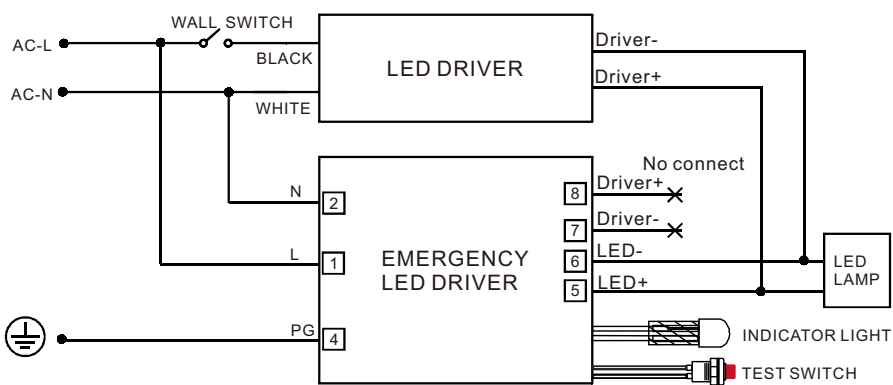 WALL SWITCH
AC-L
BLACK
AC-N
WHITE
LED DRIVER
Driver-
Driver+
No connect
N
2
L
1
PG
4
EMERGENCY
LED DRIVER
8
Driver+
7
Driver-
6
LED-
5
LED+
LED
LAMP
INDICATOR LIGHT
TEST SWITCH